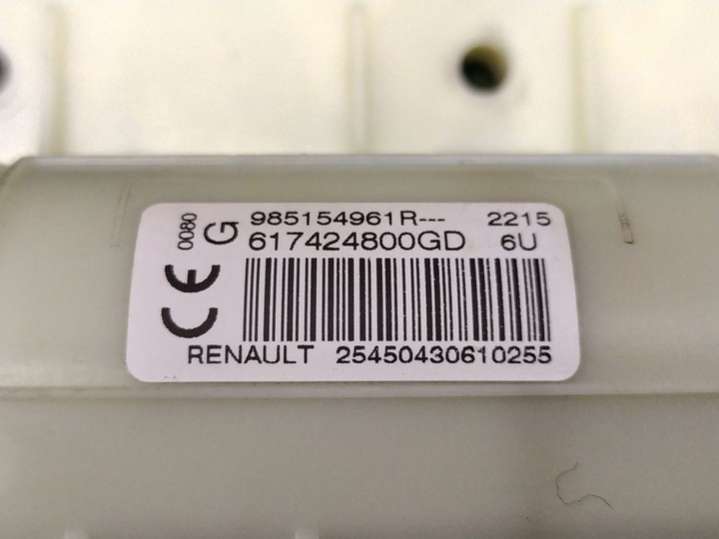 0080
CE
G
985154961R--- 2215
617424800GD 6U
RENAULT 25450430610255